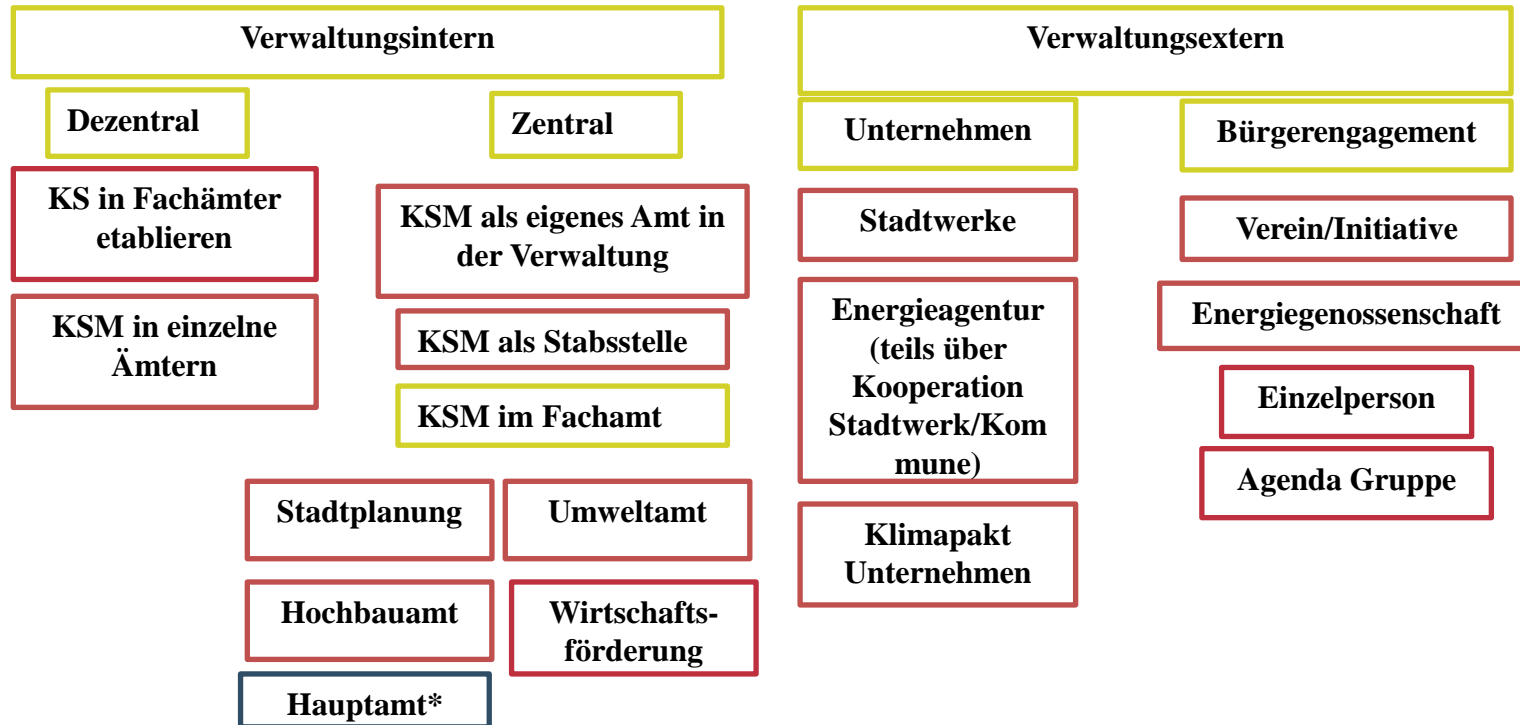 Verwaltungsintern
Dezentral
KS in Fachämter
etablieren
KSM in einzelne
Ämtern
Zentral
KSM als eigenes Amt in
der Verwaltung
KSM als Stabsstelle
KSM im Fachamt
Stadtplanung
Umweltamt
Hochbauamt
Wirtschafts-
förderung
Hauptamt*
Verwaltungsextern
Unternehmen
Stadtwerke
Energieagentur
(teils über
Kooperation
Stadtwerk/Kom
mune)
Klimapakt
Unternehmen
Bürgerengagement
Verein/Initiative
Energiegenossenschaft
Einzelperson
Agenda Gruppe